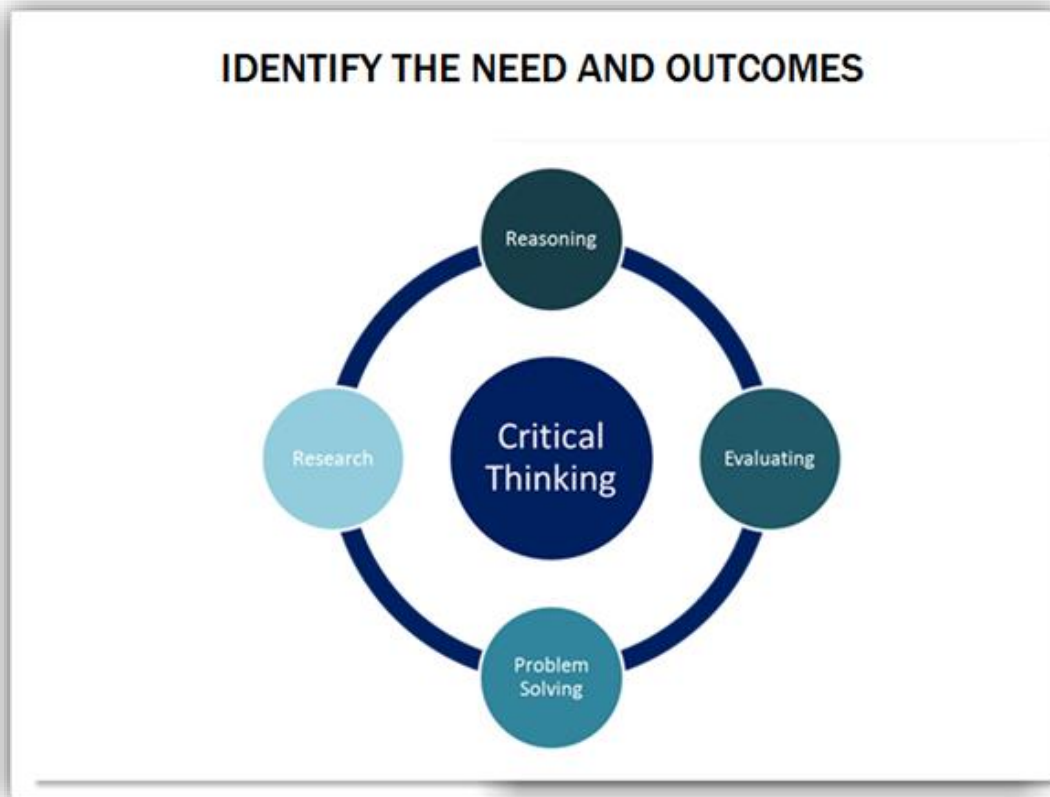 IDENTIFY THE NEED AND OUTCOMES
Reasoning
Research
Critical
Thinking
Evaluating
Problem
Solving